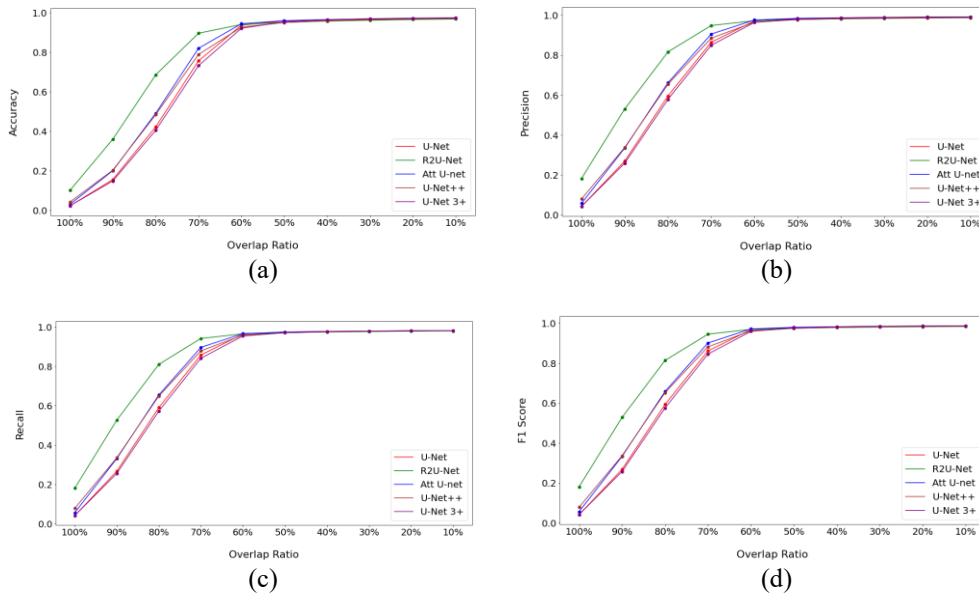 1.0
0.8
0.6
0.4
0.2
0.0
Accuracy
U-Net
R2U-Net
Att U-net
U-Net++
U-Net 3+
100% 90% 80% 70% 60% 50% 40% 30% 20% 10%
Overlap Ratio
(a)
1.0
0.8
0.6
0.4
0.2
0.0
Precision
U-Net
R2U-Net
Att U-net
U-Net++
U-Net 3+
100% 90% 80% 70% 60% 50% 40% 30% 20% 10%
Overlap Ratio
(b)
1.0
0.8
0.6
0.4
0.2
0.0
Recall
U-Net
R2U-Net
Att U-net
U-Net++
U-Net 3+
100% 90% 80% 70% 60% 50% 40% 30% 20% 10%
Overlap Ratio
(c)
1.0
0.8
0.6
0.4
0.2
0.0
F1 Score
U-Net
R2U-Net
Att U-net
U-Net++
U-Net 3+
100% 90% 80% 70% 60% 50% 40% 30% 20% 10%
Overlap Ratio
(d)